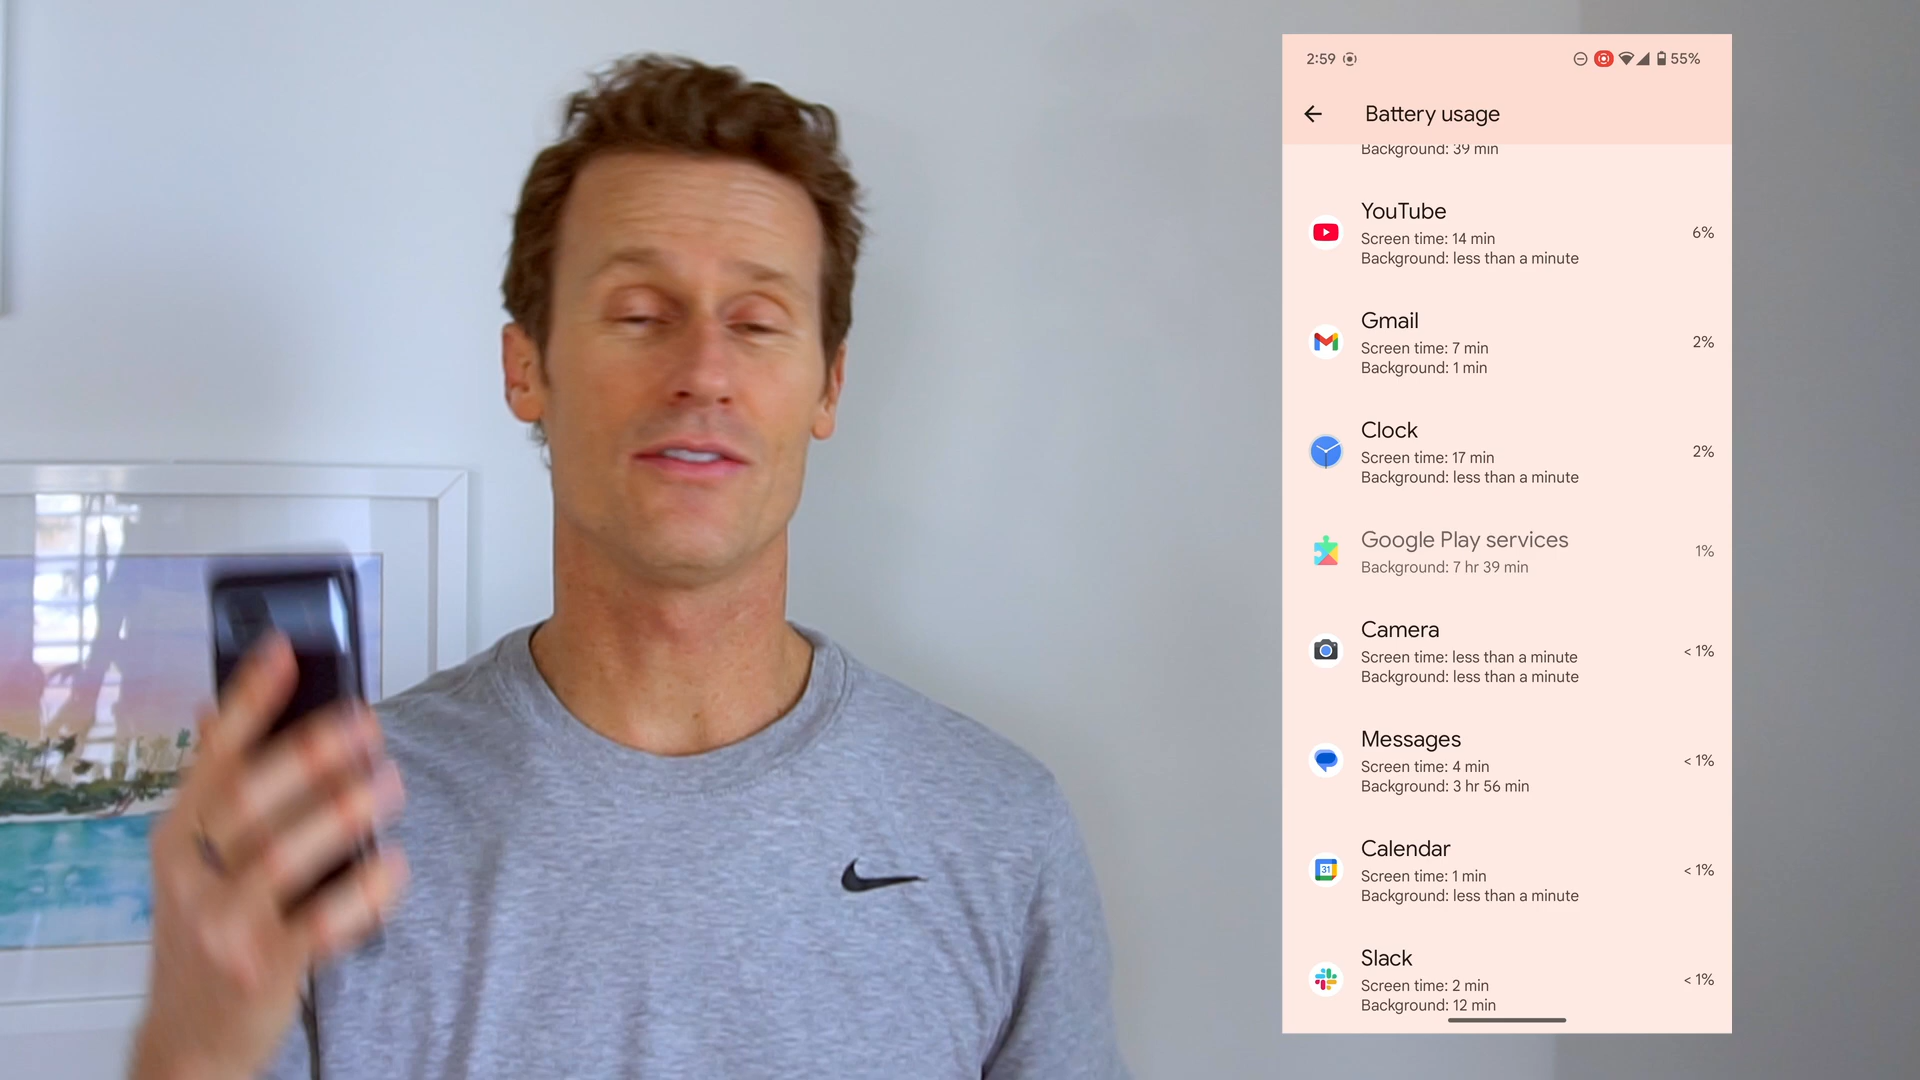 2:59
55%
Battery usage
Background: 39 min
YouTube
Screen time: 14 min
Background: less than a minute
6%
Gmail
Screen time: 7 min
Background: 1 min
2%
Clock
Screen time: 17 min
Background: less than a minute
2%
Google Play services
Background: 7 hr 39 min
1%
Camera
Screen time: less than a minute
Background: less than a minute
< 1%
Messages
Screen time: 4 min
Background: 3 hr 56 min
< 1%
Calendar
31
Screen time: 1 min
Background: less than a minute
< 1%
Slack
Screen time: 2 min
Background: 12 min
< 1%